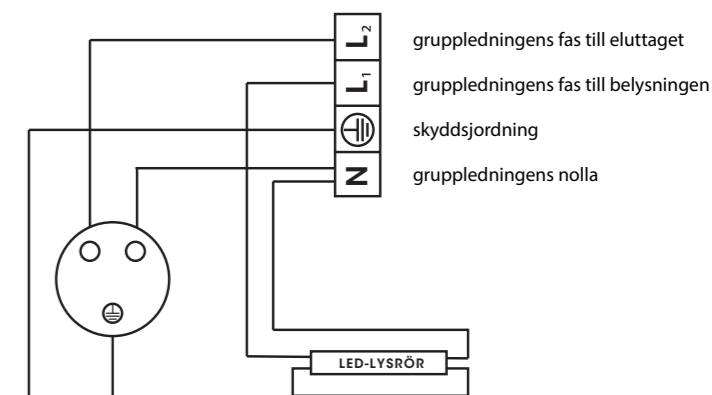 L2 gruppledningens fas till eluttaget
L1 gruppledningens fas till belysningen
skyddsjordning
N gruppledningens nolla
LED-LYSRÖR